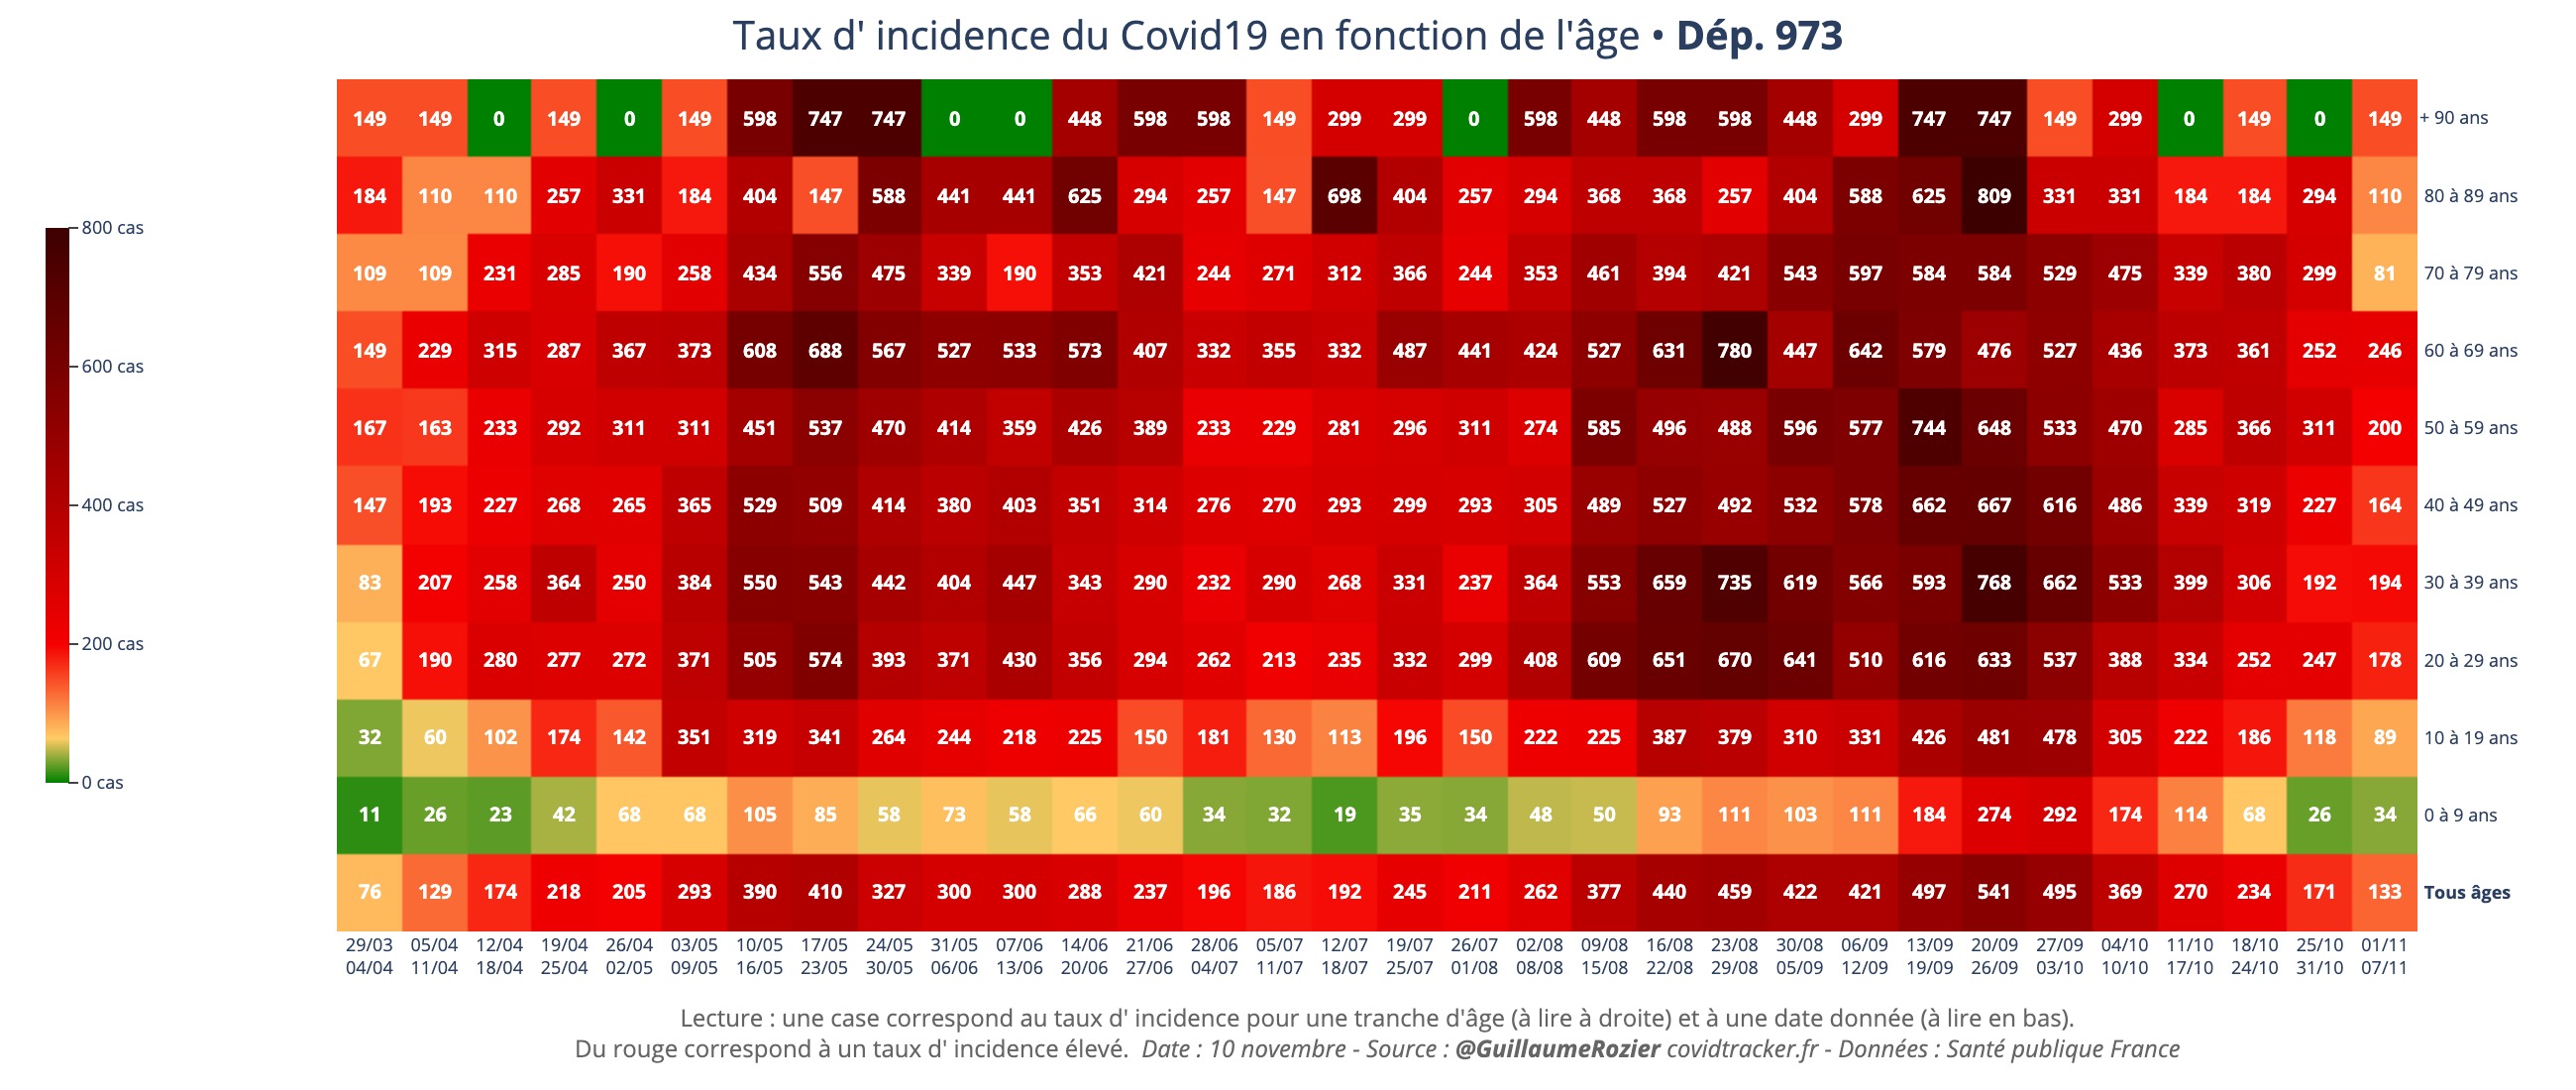 Taux d' incidence du Covid19 en fonction de l'âge • Dép. 973
149 149 0 149 0 149 598 747 747 0 0 448 598 598 149 299 299 0 598 448 598 598 448 299 747 747 149 299 0 149 0 149 + 90 ans
184 110 110 257 331 184 404 147 588 441 441 625 294 257 147 698 404 257 294 368 368 257 404 588 625 809 331 331 184 184 294 110 80 à 89 ans
800 cas
109 109 231 285 190 258 434 556 475 339 190 353 421 244 271 312 366 244 353 461 394 421 543 597 584 584 529 475 339 380 299 81 70 à 79 ans
149 229 315 287 367 373 608 688 567 527 533 573 407 332 355 332 487 441 424 527 631 780 447 642 579 476 527 436 373 361 252 246 60 à 69 ans
600 cas
167 163 233 292 311 311 451 537 470 414 359 426 389 233 229 281 296 311 274 585 496 488 596 577 744 648 533 470 285 366 311 200 50 à 59 ans
147 193 227 268 265 365 529 509 414 380 403 351 314 276 270 293 299 293 305 489 527 492 532 578 662 667 616 486 339 319 227 164 40 à 49 ans
400 cas
83 207 258 364 250 384 550 543 442 404 447 343 290 232 290 268 331 237 364 553 659 735 619 566 593 768 662 533 399 306 192 194 30 à 39 ans
200 cas
67 190 280 277 272 371 505 574 393 371 430 356 294 262 213 235 332 299 408 609 651 670 641 510 616 633 537 388 334 252 247 178 20 à 29 ans
32 60 102 174 142 351 319 341 264 244 218 225 150 181 130 113 196 150 222 225 387 379 310 331 426 481 478 305 222 186 118 89 10 à 19 ans
0 cas
11 26 23 42 68 68 105 85 58 73 58 66 60 34 32 19 35 34 48 50 93 111 103 111 184 274 292 174 114 68 26 34 0 à 9 ans
76 129 174 218 205 293 390 410 327 300 300 288 237 196 186 192 245 211 262 377 440 459 422 421 497 541 495 369 270 234 171 133 Tous âges
29/03 05/04 12/04 19/04 26/04 03/05 10/05 17/05 24/05 31/05 07/06 14/06 21/06 28/06 05/07 12/07 19/07 26/07 02/08 09/08 16/08 23/08 30/08 06/09 13/09 20/09 27/09 04/10 11/10 18/10 25/10 01/11
04/04 11/04 18/04 25/04 02/05 09/05 16/05 23/05 30/05 06/06 13/06 20/06 27/06 04/07 11/07 18/07 25/07 01/08 08/08 15/08 22/08 29/08 05/09 12/09 19/09 26/09 03/10 10/10 17/10 24/10 31/10 07/11
Lecture : une case correspond au taux d' incidence pour une tranche d'âge (à lire à droite) et à une date donnée (à lire en bas).
Du rouge correspond à un taux d' incidence élevé. Date : 10 novembre - Source : @GuillaumeRozier covidtracker.fr - Données : Santé publique France